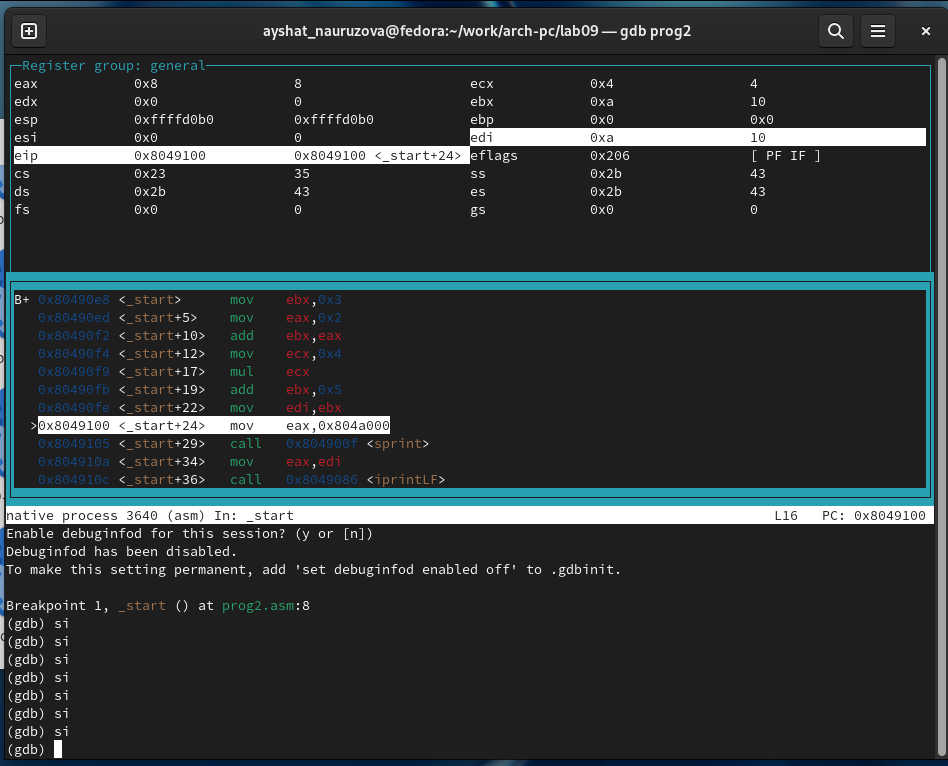 ayshat_nauruzova@fedora:~/work/arch-pc/lab09 — gdb prog2
Register group: general
eax 0x8 8 ecx 0x4 4
edx 0x0 0 ebx 0xa 10
esp 0xffffd0b0 0xffffd0b0 ebp 0x0 0x0
esi 0x0 0 edi 0xa 10
eip 0x8049100 0x8049100 <_start+24> eflags 0x206 [ PF IF ]
cs 0x23 35 ss 0x2b 43
ds 0x2b 43 es 0x2b 43
fs 0x0 0 gs 0x0 0
B+ 0x80490e8 <_start> mov ebx,0x3
0x80490ed <_start+5> mov eax,0x2
0x80490f2 <_start+10> add ebx,eax
0x80490f4 <_start+12> mov ecx,0x4
0x80490f9 <_start+17> mul ecx
0x80490fb <_start+19> add ebx,0x5
0x80490fe <_start+22> mov edi,ebx
>0x8049100 <_start+24> mov eax,0x804a000
0x8049105 <_start+29> call 0x804900f <sprint>
0x804910a <_start+34> mov eax,edi
0x804910c <_start+36> call 0x8049086 <iprintLF>
native process 3640 (asm) In: _start L16 PC: 0x8049100
Enable debuginfod for this session? (y or [n])
Debuginfod has been disabled.
To make this setting permanent, add 'set debuginfod enabled off' to .gdbinit.
Breakpoint 1, _start () at prog2.asm:8
(gdb) si
(gdb) si
(gdb) si
(gdb) si
(gdb) si
(gdb) si
(gdb) si
(gdb)